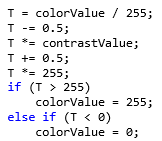 T = colorValue / 255;
T -= 0.5;
T *= contrastValue;
T += 0.5;
T *= 255;
if (T > 255)
    colorValue = 255;
else if (T < 0)
    colorValue = 0;